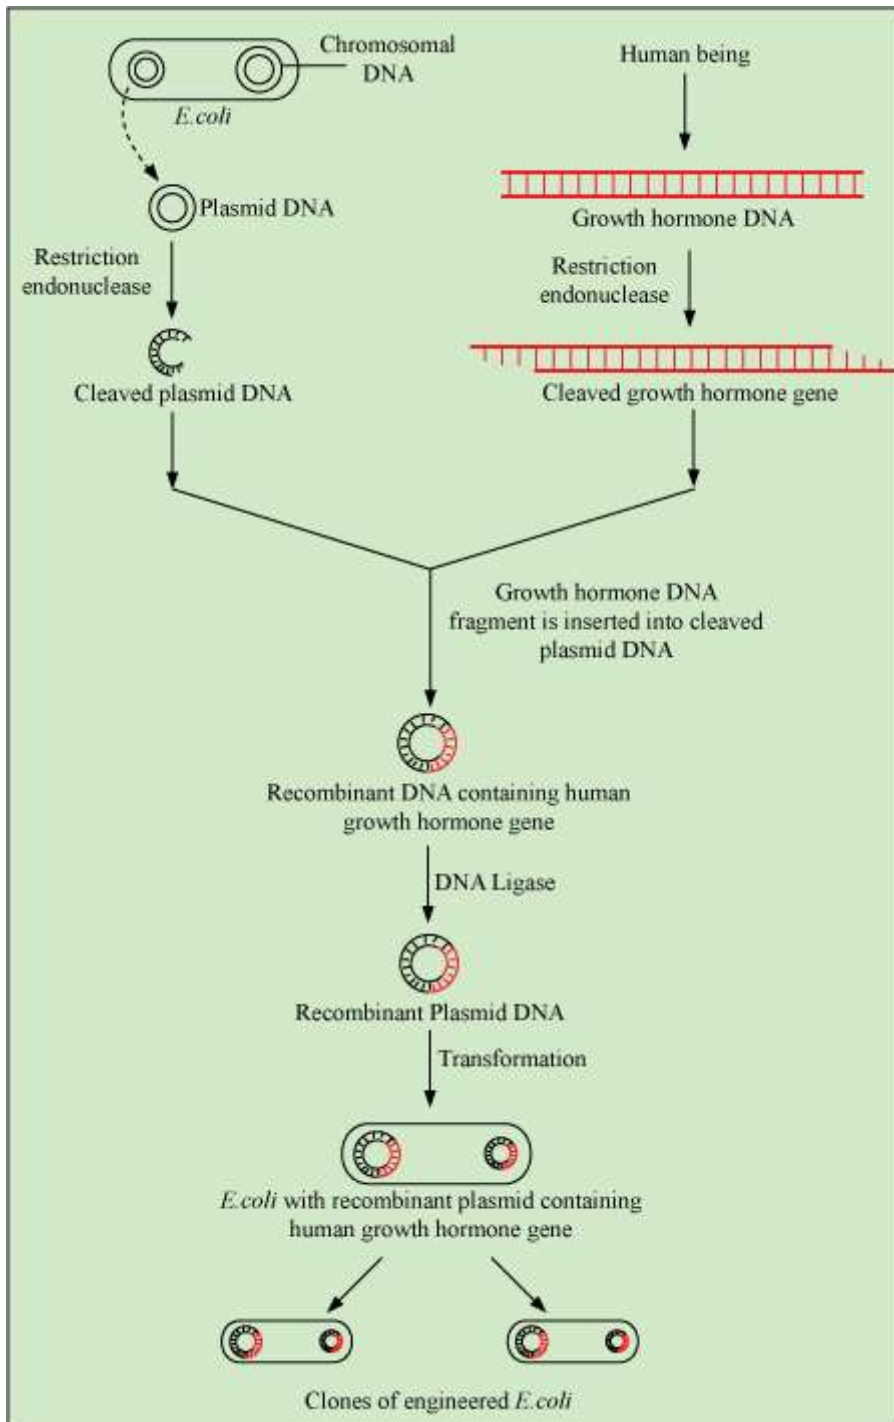 Chromosomal
DNA
E.coli
Human being
Plasmid DNA
Growth hormone DNA
Restriction
endonuclease
Restriction
endonuclease
Cleaved plasmid DNA
Cleaved growth hormone gene
Growth hormone DNA
fragment is inserted into cleaved
plasmid DNA
Recombinant DNA containing human
growth hormone gene
DNA Ligase
Recombinant Plasmid DNA
Transformation
E.coli with recombinant plasmid containing
human growth hormone gene
Clones of engineered E.coli